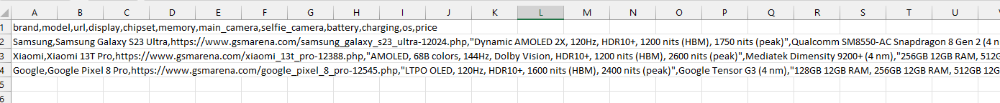 A B C D E F G H I J K L M N O P Q R S T U
1 brand,model,url,display,chipset,memory,main_camera,selfie_camera,battery,charging,os,price
2 Samsung,Samsung Galaxy S23 Ultra,https://www.gsmarena.com/samsung_galaxy_s23_ultra-12024.php,"Dynamic AMOLED 2X, 120Hz, HDR10+, 1200 nits (HBM), 1750 nits (peak)",Qualcomm SM8550-AC Snapdragon 8 Gen 2 (4 n
3 Xiaomi,Xiaomi 13T Pro,https://www.gsmarena.com/xiaomi_13t_pro-12388.php,"AMOLED, 68B colors, 144Hz, Dolby Vision, HDR10+, 1200 nits (HBM), 2600 nits (peak)",Mediatek Dimensity 9200+ (4 nm),"256GB 12GB RAM, 512G
4 Google,Google Pixel 8 Pro,https://www.gsmarena.com/google_pixel_8_pro-12545.php,"LTPO OLED, 120Hz, HDR10+, 1600 nits (HBM), 2400 nits (peak)",Google Tensor G3 (4 nm),"128GB 12GB RAM, 256GB 12GB RAM, 512GB 12G
5
6